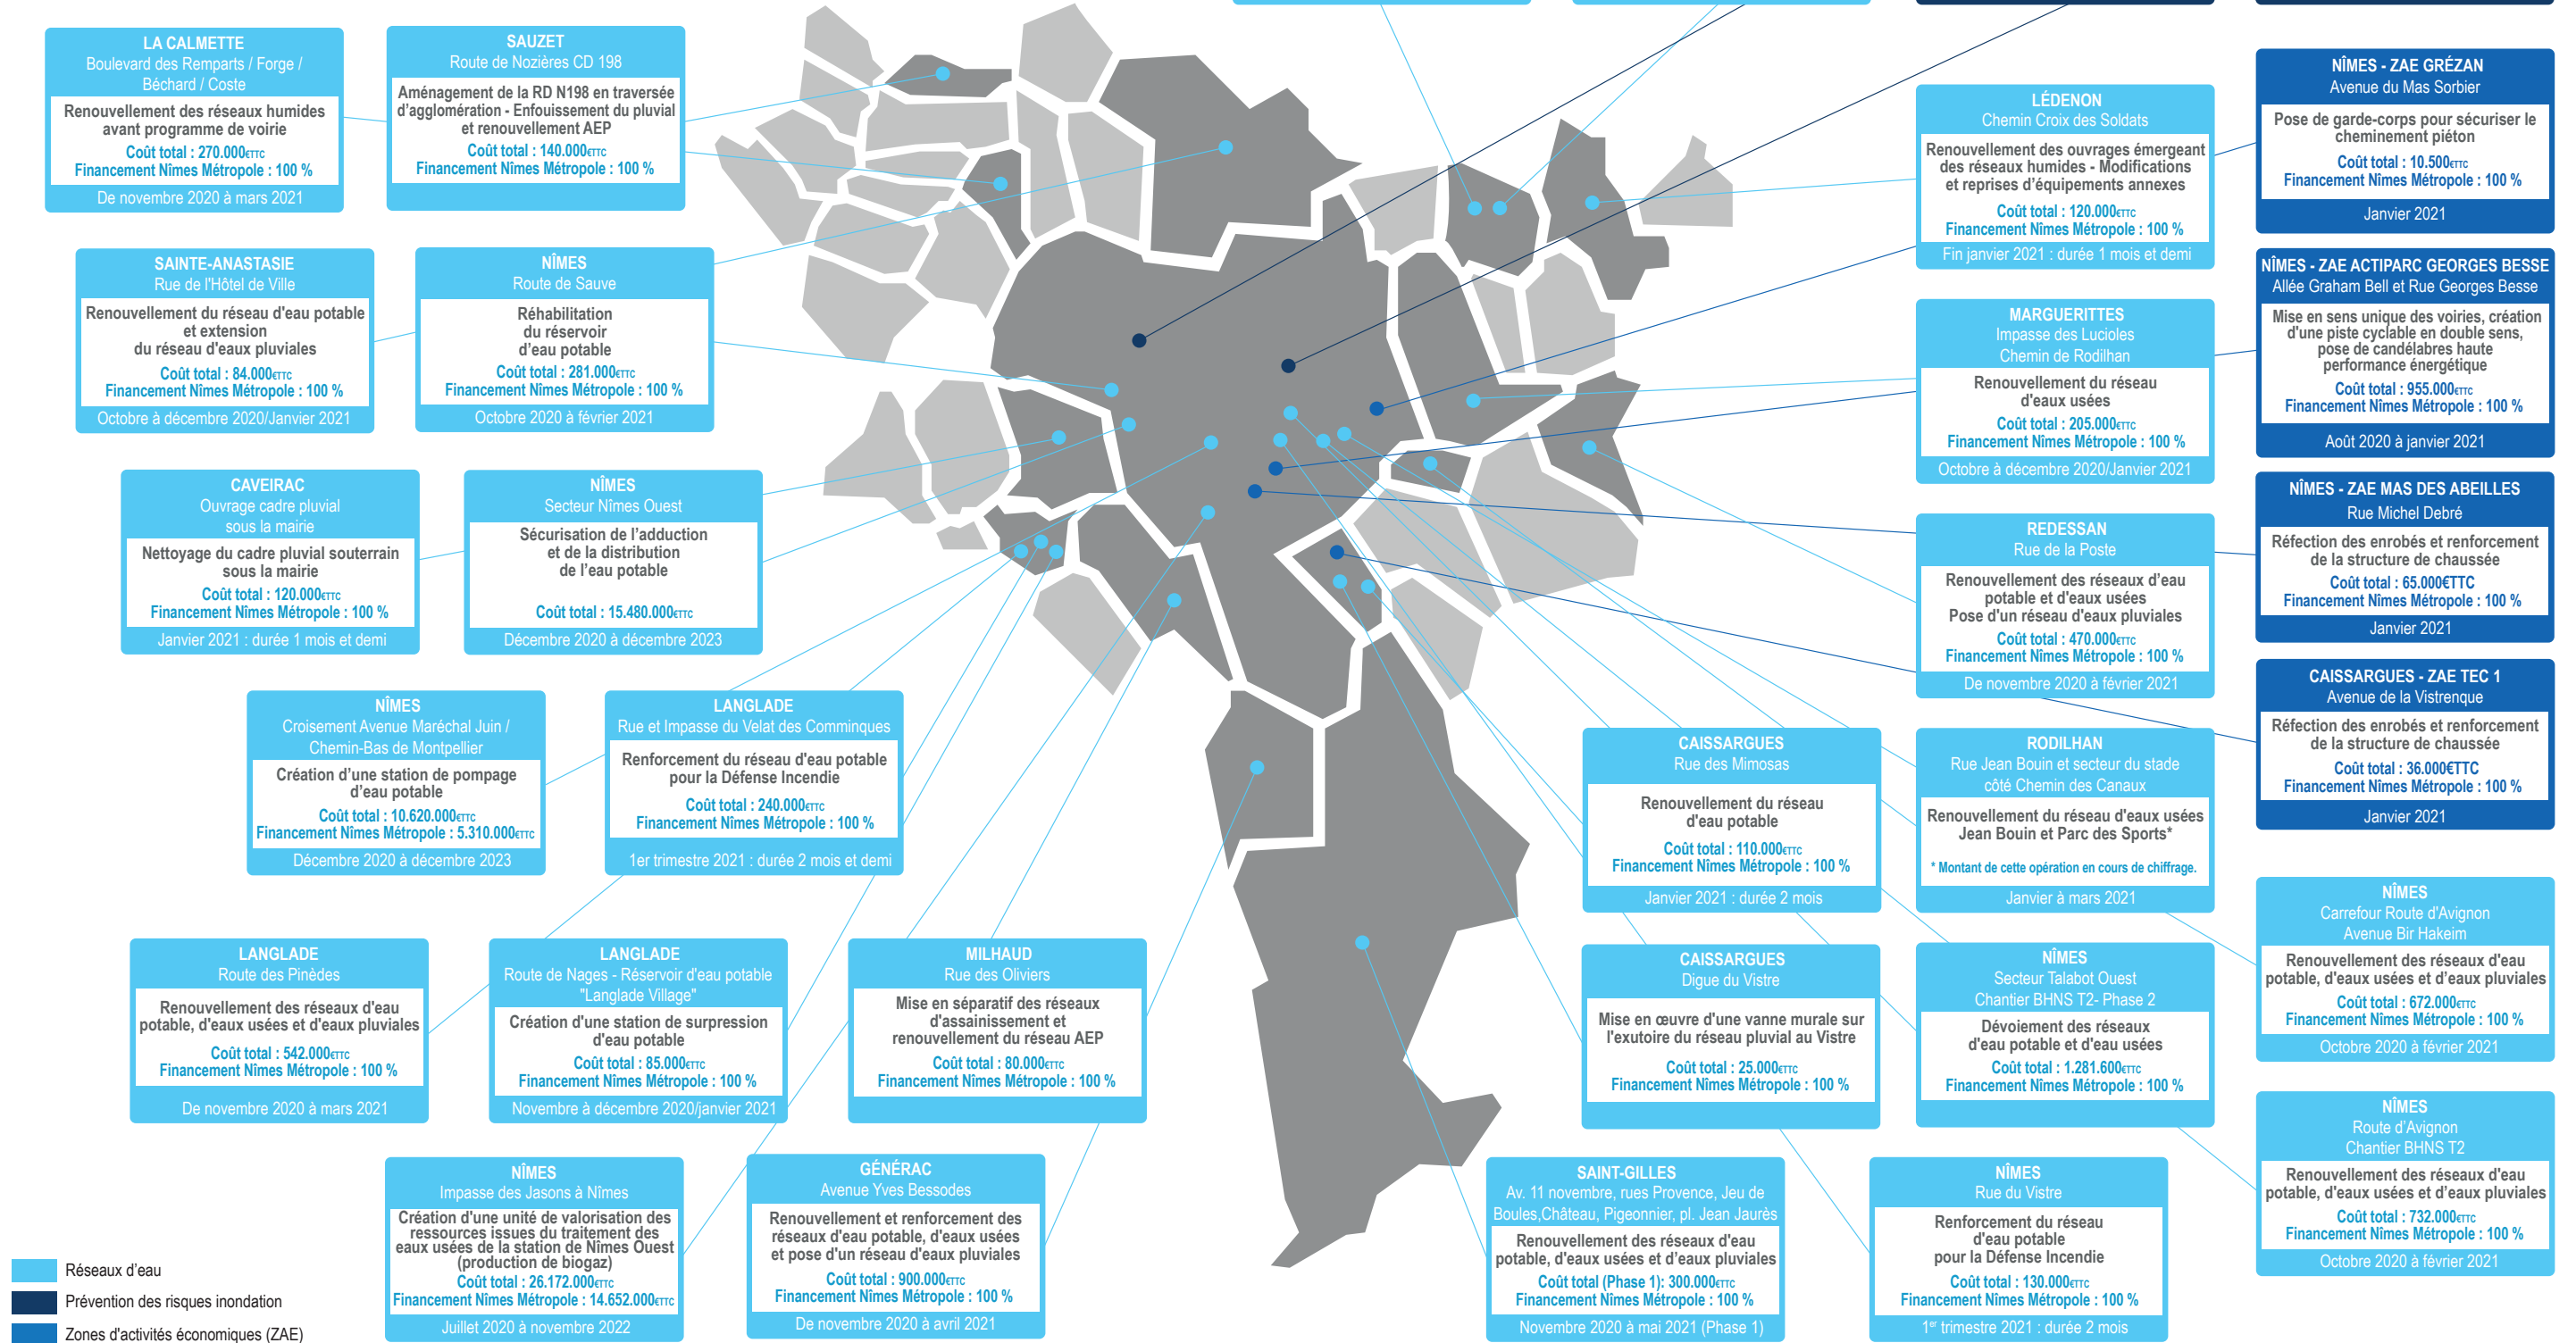 LA CALMETTE
Boulevard des Remparts / Forge /
Béchard / Coste
Renouvellement des réseaux humides
avant programme de voirie
Coût total : 270.000€TTC
Financement Nîmes Métropole : 100 %
De novembre 2020 à mars 2021
SAUZET
Route de Nozières CD 198
Aménagement de la RD N198 en traversée
d'agglomération - Enfouissement du pluvial
et renouvellement AEP
Coût total : 140.000€TTC
Financement Nîmes Métropole : 100 %
SAINTE-ANASTASIE
Rue de l'Hôtel de Ville
Renouvellement du réseau d'eau potable
et extension
du réseau d'eaux pluviales
Coût total : 84.000€TTC
Financement Nîmes Métropole : 100 %
Octobre à décembre 2020/Janvier 2021
NÎMES
Route de Sauve
Réhabilitation
du réservoir
d'eau potable
Coût total : 281.000€TTC
Financement Nîmes Métropole : 100 %
Octobre 2020 à février 2021
CAVEIRAC
Ouvrage cadre pluvial
sous la mairie
Nettoyage du cadre pluvial souterrain
sous la mairie
Coût total : 120.000€TTC
Financement Nîmes Métropole : 100 %
Janvier 2021 : durée 1 mois et demi
NÎMES
Secteur Nîmes Ouest
Sécurisation de l'adduction
et de la distribution
de l'eau potable
Coût total : 15.480.000€TTC
Décembre 2020 à décembre 2023
NÎMES
Croisement Avenue Maréchal Juin /
Chemin-Bas de Montpellier
Création d'une station de pompage
d'eau potable
Coût total : 10.620.000€TTC
Financement Nîmes Métropole : 5.310.000€TTC
Décembre 2020 à décembre 2023
LANGLADE
Rue et Impasse du Velat des Comminques
Renforcement du réseau d'eau potable
pour la Défense Incendie
Coût total : 240.000€TTC
Financement Nîmes Métropole : 100 %
1er trimestre 2021 : durée 2 mois et demi
LANGLADE
Route des Pinèdes
Renouvellement des réseaux d'eau
potable, d'eaux usées et d'eaux pluviales
Coût total : 542.000€TTC
Financement Nîmes Métropole : 100 %
De novembre 2020 à mars 2021
LANGLADE
Route de Nages - Réservoir d'eau potable
"Langlade Village"
Création d'une station de surpression
d'eau potable
Coût total : 85.000€TTC
Financement Nîmes Métropole : 100 %
Novembre à décembre 2020/janvier 2021
MILHAUD
Rue des Oliviers
Mise en séparatif des réseaux
d'assainissement et
renouvellement du réseau AEP
Coût total : 80.000€TTC
Financement Nîmes Métropole : 100 %
NÎMES
Impasse des Jasons à Nîmes
Création d'une unité de valorisation des
ressources issues du traitement des
eaux usées de la station de Nîmes Ouest
(production de biogaz)
Coût total : 26.172.000€TTC
Financement Nîmes Métropole : 14.652.000€TTC
Juillet 2020 à novembre 2022
GÉNÉRAC
Avenue Yves Bessodes
Renouvellement et renforcement des
réseaux d'eau potable, d'eaux usées
et pose d'un réseau d'eaux pluviales
Coût total : 900.000€TTC
Financement Nîmes Métropole : 100 %
De novembre 2020 à avril 2021
LÉDENON
Chemin Croix des Soldats
Renouvellement des ouvrages émergeant
des réseaux humides - Modifications
et reprises d'équipements annexes
Coût total : 120.000€TTC
Financement Nîmes Métropole : 100 %
Fin janvier 2021 : durée 1 mois et demi
MARGUERITTES
Impasse des Lucioles
Chemin de Rodilhan
Renouvellement du réseau
d'eaux usées
Coût total : 205.000€TTC
Financement Nîmes Métropole : 100 %
Octobre à décembre 2020/Janvier 2021
REDESSAN
Rue de la Poste
Renouvellement des réseaux d'eau
potable et d'eaux usées
Pose d'un réseau d'eaux pluviales
Coût total : 470.000€TTC
Financement Nîmes Métropole : 100 %
De novembre 2020 à février 2021
CAISSARGUES
Rue des Mimosas
Renouvellement du réseau
d'eau potable
Coût total : 110.000€TTC
Financement Nîmes Métropole : 100 %
Janvier 2021 : durée 2 mois
RODILHAN
Rue Jean Bouin et secteur du stade
côté Chemin des Canaux
Renouvellement du réseau d'eaux usées
Jean Bouin et Parc des Sports*
* Montant de cette opération en cours de chiffrage.
Janvier à mars 2021
CAISSARGUES
Digue du Vistre
Mise en œuvre d'une vanne murale sur
l'exutoire du réseau pluvial au Vistre
Coût total : 25.000€TTC
Financement Nîmes Métropole : 100 %
NÎMES
Secteur Talabot Ouest
Chantier BHNS T2- Phase 2
Dévoiement des réseaux
d'eau potable et d'eaux usées
Coût total : 1.281.600€TTC
Financement Nîmes Métropole : 100 %
SAINT-GILLES
Av. 11 novembre, rues Provence, Jeu de
Boules,Château, Pigeonnier, pl. Jean Jaurès
Renouvellement des réseaux d'eau
potable, d'eaux usées et d'eaux pluviales
Coût total (Phase 1): 300.000€TTC
Financement Nîmes Métropole : 100 %
Novembre 2020 à mai 2021 (Phase 1)
NÎMES
Rue du Vistre
Renforcement du réseau
d'eau potable
pour la Défense Incendie
Coût total : 130.000€TTC
Financement Nîmes Métropole : 100 %
1er trimestre 2021 : durée 2 mois
NÎMES - ZAE GRÉZAN
Avenue du Mas Sorbier
Pose de garde-corps pour sécuriser le
cheminement piéton
Coût total : 10.500€TTC
Financement Nîmes Métropole : 100 %
Janvier 2021
NÎMES - ZAE ACTIPARC GEORGES BESSE
Allée Graham Bell et Rue Georges Besse
Mise en sens unique des voiries, création
d'une piste cyclable en double sens,
pose de candélabres haute
performance énergétique
Coût total : 955.000€TTC
Financement Nîmes Métropole : 100 %
Août 2020 à janvier 2021
NÎMES - ZAE MAS DES ABEILLES
Rue Michel Debré
Réfection des enrobés et renforcement
de la structure de chaussée
Coût total : 65.000€TTC
Financement Nîmes Métropole : 100 %
Janvier 2021
CAISSARGUES - ZAE TEC 1
Avenue de la Vistrenque
Réfection des enrobés et renforcement
de la structure de chaussée
Coût total : 36.000€TTC
Financement Nîmes Métropole : 100 %
Janvier 2021
NÎMES
Carrefour Route d'Avignon
Avenue Bir Hakeim
Renouvellement des réseaux d'eau
potable, d'eaux usées et d'eaux pluviales
Coût total : 672.000€TTC
Financement Nîmes Métropole : 100 %
Octobre 2020 à février 2021
NÎMES
Route d'Avignon
Chantier BHNS T2
Renouvellement des réseaux d'eau
potable, d'eaux usées et d'eaux pluviales
Coût total : 732.000€TTC
Financement Nîmes Métropole : 100 %
Octobre 2020 à février 2021
Réseaux d'eau
Prévention des risques inondation
Zones d'activités économiques (ZAE)